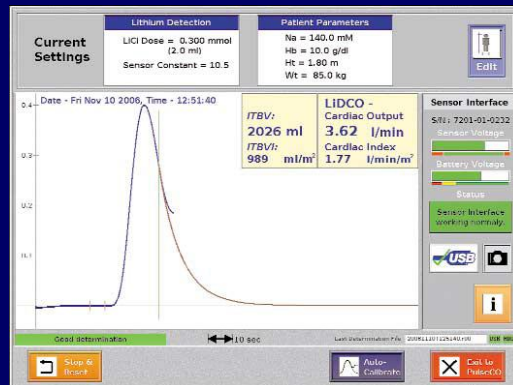 Current
Settings
Lithium Detection
LiCl Dose = 0.300 mmol
(2.0 ml)
Sensor Constant = 10.5
Patient Parameters
Na = 140.0 mM
Hb = 10.0 g/dl
Ht = 1.80 m
Wt = 85.0 kg
Edit
Date - Fri Nov 10 2006, Time - 12:51:40
0.4
0.3
0.2
0.1
ITBV:
2026 ml
ITBVI:
989 ml/m²
LiDCO -
Cardiac Output
3.62 l/min
Cardiac Index
1.77 l/min/m²
Sensor Interface
S/N: 7201-01-0232
Sensor Voltage
Battery Voltage
Status
Sensor Interface
working normaly.
USB
i
Good determination
10 sec
Last Determination File
Stop &
Reset
Auto-
Calibrate
Exit to
PulseCO